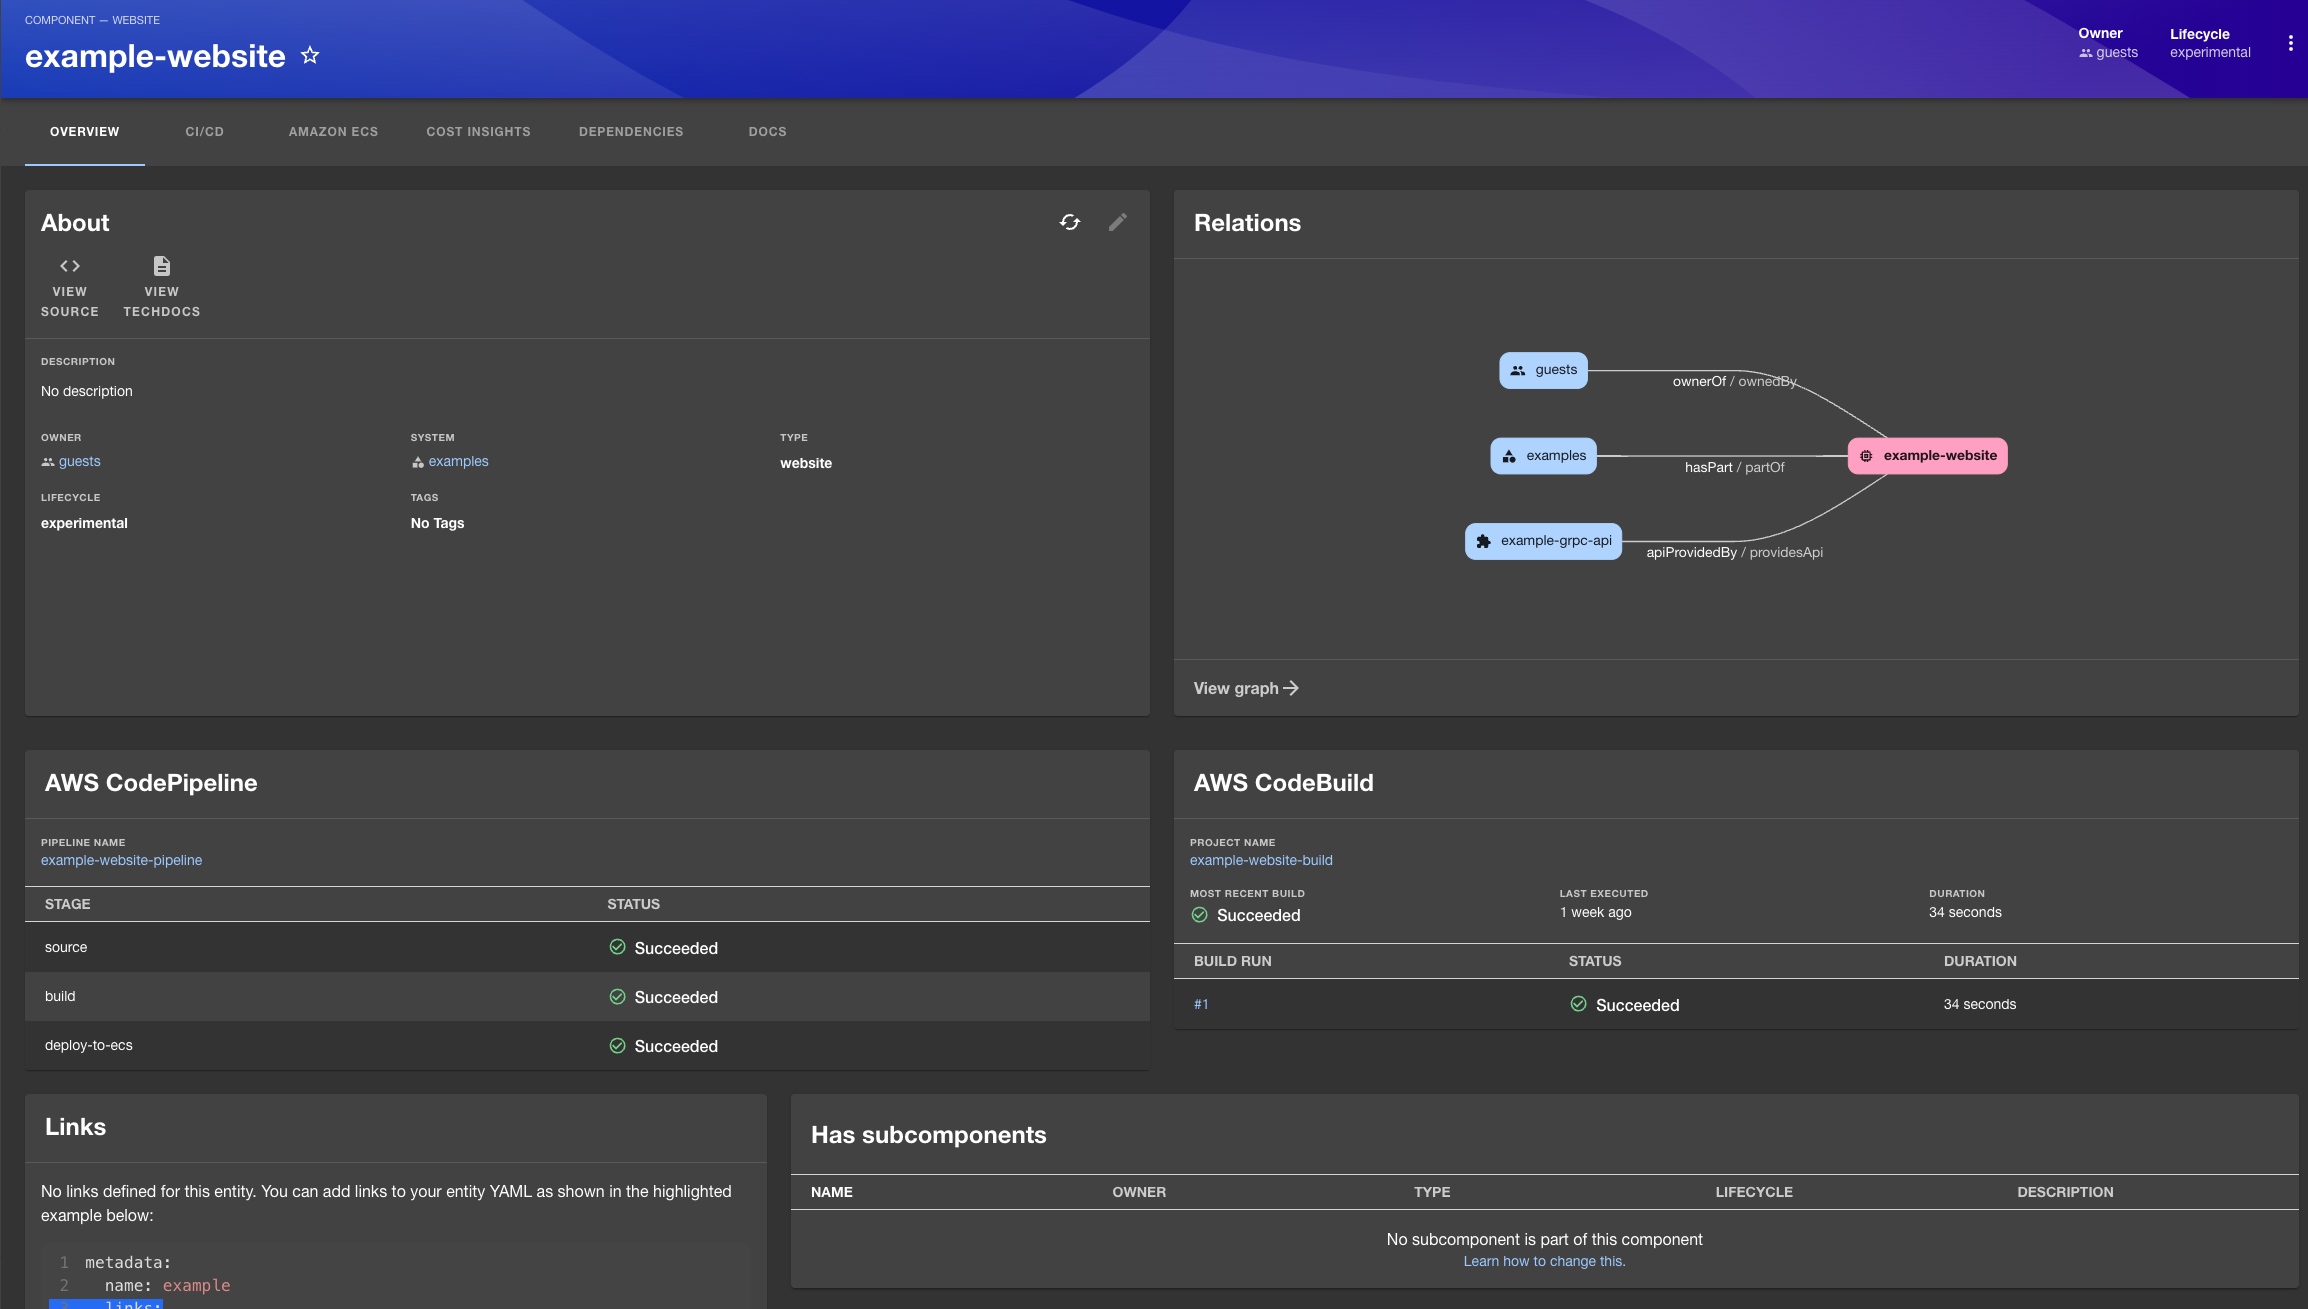 COMPONENT — WEBSITE
example-website
Owner
guests
Lifecycle
experimental
OVERVIEW
CI/CD
AMAZON ECS
COST INSIGHTS
DEPENDENCIES
DOCS
About
VIEW
SOURCE
VIEW
TECHDOCS
DESCRIPTION
No description
OWNER
guests
SYSTEM
examples
TYPE
website
LIFECYCLE
experimental
TAGS
No Tags
Relations
guests
ownerOf / ownedBy
examples
hasPart / partOf
example-website
example-grpc-api
apiProvidedBy / providesApi
View graph
AWS CodePipeline
PIPELINE NAME
example-website-pipeline
STAGE STATUS
source Succeeded
build Succeeded
deploy-to-ecs Succeeded
AWS CodeBuild
PROJECT NAME
example-website-build
MOST RECENT BUILD
Succeeded
LAST EXECUTED
1 week ago
DURATION
34 seconds
BUILD RUN STATUS DURATION
#1 Succeeded 34 seconds
Links
No links defined for this entity. You can add links to your entity YAML as shown in the highlighted
example below:
1 metadata:
2 name: example
3 links:
Has subcomponents
NAME OWNER TYPE LIFECYCLE DESCRIPTION
No subcomponent is part of this component
Learn how to change this.